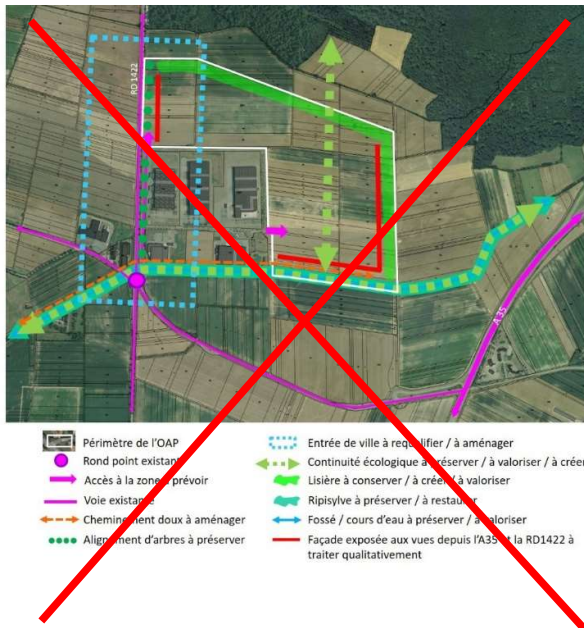 RD 1422
A 35
Périmètre de l'OAP
Rond point existant
Accès à la zone à prévoir
Voie existante
Cheminement doux à aménager
Alignement d'arbres à préserver
Entrée de ville à requalifier / à aménager
Continuité écologique à préserver / à valoriser / à créer
Lisière à conserver / à créer / à valoriser
Ripisylve à préserver / à restaurer
Fossé / cours d'eau à préserver / à valoriser
Façade exposée aux vues depuis l'A35 et la RD1422 à
traiter qualitativement